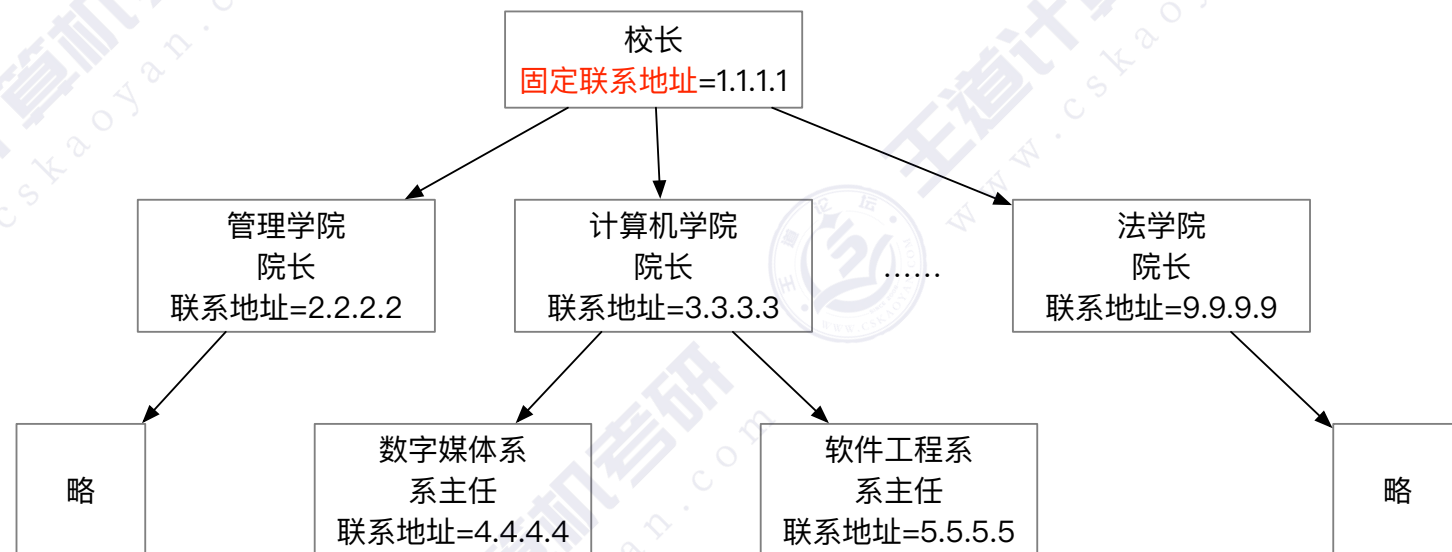 校长
固定联系地址=1.1.1.1
管理学院
院长
联系地址=2.2.2.2
计算机学院
院长
联系地址=3.3.3.3
……
法学院
院长
联系地址=9.9.9.9
略
数字媒体系
系主任
联系地址=4.4.4.4
软件工程系
系主任
联系地址=5.5.5.5
略